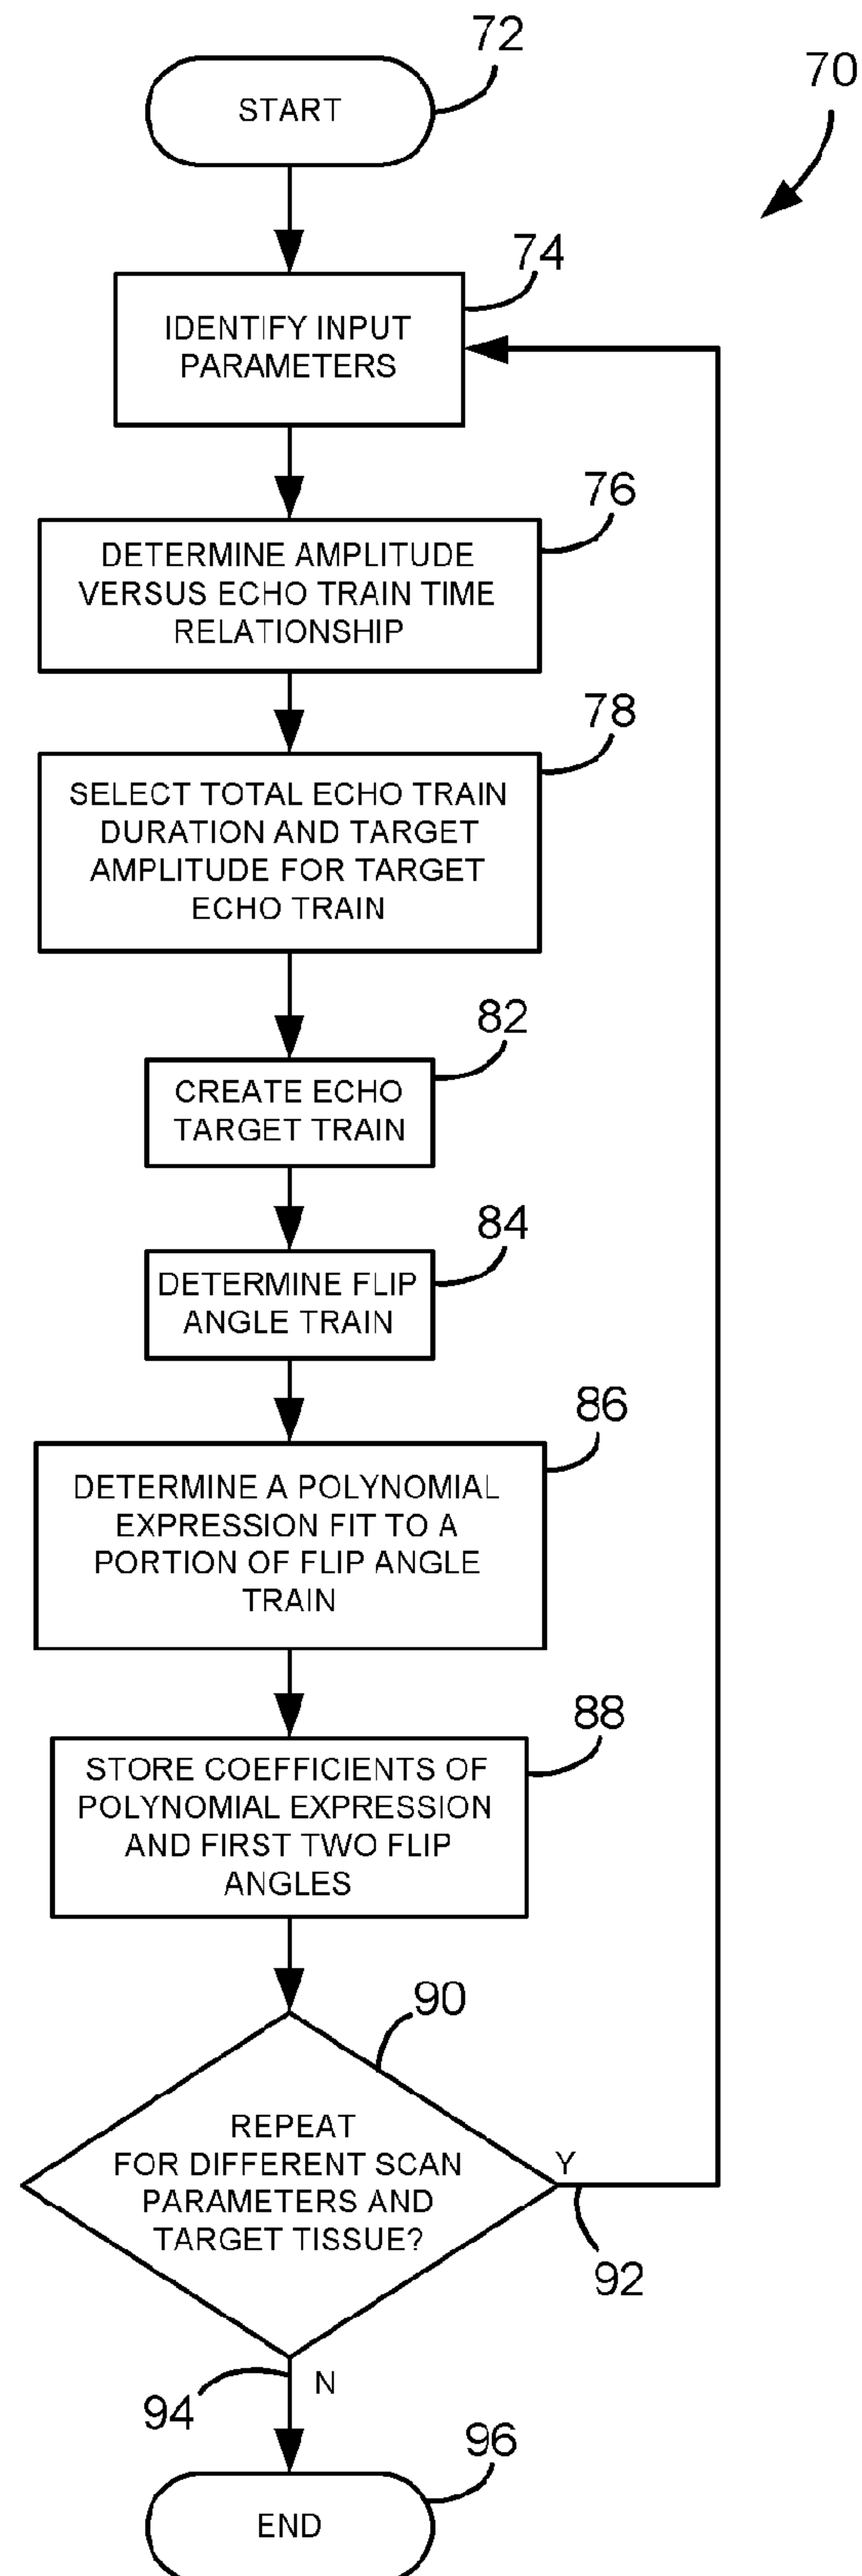 72
70
START
74
IDENTIFY INPUT
PARAMETERS
76
DETERMINE AMPLITUDE
VERSUS ECHO TRAIN TIME
RELATIONSHIP
78
SELECT TOTAL ECHO TRAIN
DURATION AND TARGET
AMPLITUDE FOR TARGET
ECHO TRAIN
82
CREATE ECHO
TARGET TRAIN
84
DETERMINE FLIP
ANGLE TRAIN
86
DETERMINE A POLYNOMIAL
EXPRESSION FIT TO A
PORTION OF FLIP ANGLE
TRAIN
88
STORE COEFFICIENTS OF
POLYNOMIAL EXPRESSION
AND FIRST TWO FLIP
ANGLES
90
REPEAT
FOR DIFFERENT SCAN
PARAMETERS AND
TARGET TISSUE?
Y
92
N
94
96
END